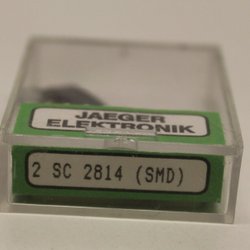 JAEGER
ELEKTRONIK
2 SC 2814 (SMD)